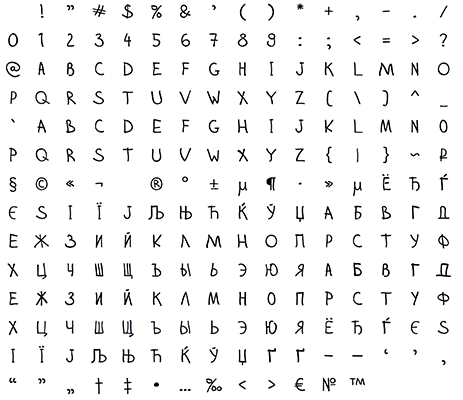 ! " # $ % & ' ( ) * + , - . /
0 1 2 3 4 5 6 7 8 9 : ; < = > ?
@ A B C D E F G H I J K L M N O
P Q R S T U V W X Y Z [ \ ] ^ _
` A B C D E F G H I J K L M N O
P Q R S T U V W X Y Z { | } ~ ₽
§ © « ¬ ® ° ± µ ¶ · » µ Ё Ђ Ѓ
Є Ѕ І Ї Ј Љ Њ Ћ Ќ Ў Џ А Б В Г Д
Е Ж З И Й К Л М Н О П Р С Т У Ф
Х Ц Ч Ш Щ Ъ Ы Ь Э Ю Я А Б В Г Д
Е Ж З И Й К Л М Н О П Р С Т У Ф
Х Ц Ч Ш Щ Ъ Ы Ь Э Ю Я Ё Ђ Ѓ Є Ѕ
І Ї Ј Љ Њ Ћ Ќ Ў Џ Ґ Ґ – — ‘ ’ ,
“ ” „ † ‡ • … ‰ < > € № ™